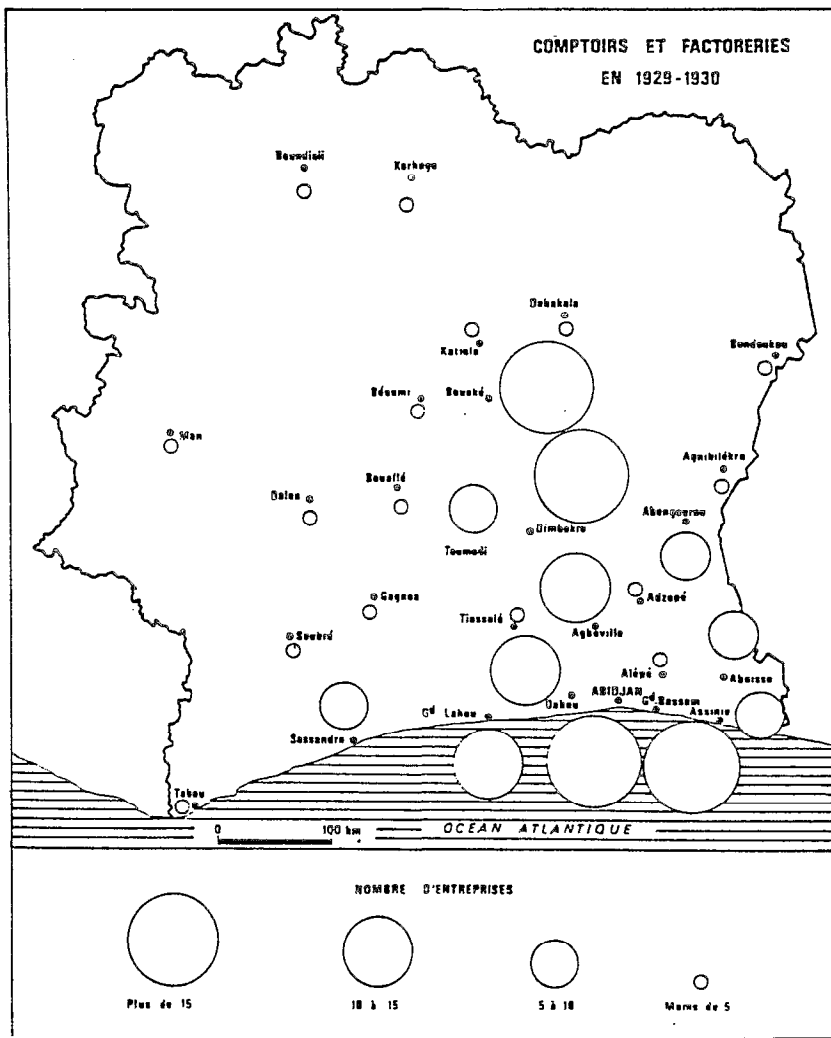 COMPTOIRS ET FACTORERIES
EN 1929-1930
Boundiali
Korhogo
Dabakala
Katiola
Bondoukou
Béoumi
Bouaké
Man
Agnibilékro
Bouaflé
Daloa
Abengourou
Dimbokro
Toumodi
Gagnoa
Adzopé
Tiassalé
Agboville
Soubré
Alépé
Aboisso
Dabou
ABIDJAN
Gd Bassam
Gd Lahou
Assinie
Sassandra
Tabou
0
100 km
OCEAN ATLANTIQUE
NOMBRE D'ENTREPRISES
Plus de 15
10 à 15
5 à 10
Moins de 5